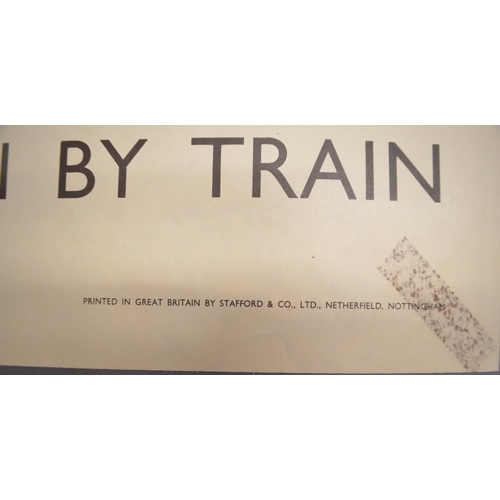 BY TRAIN
PRINTED IN GREAT BRITAIN BY STAFFORD & CO., LTD., NETHERFIELD, NOTTINGHAM